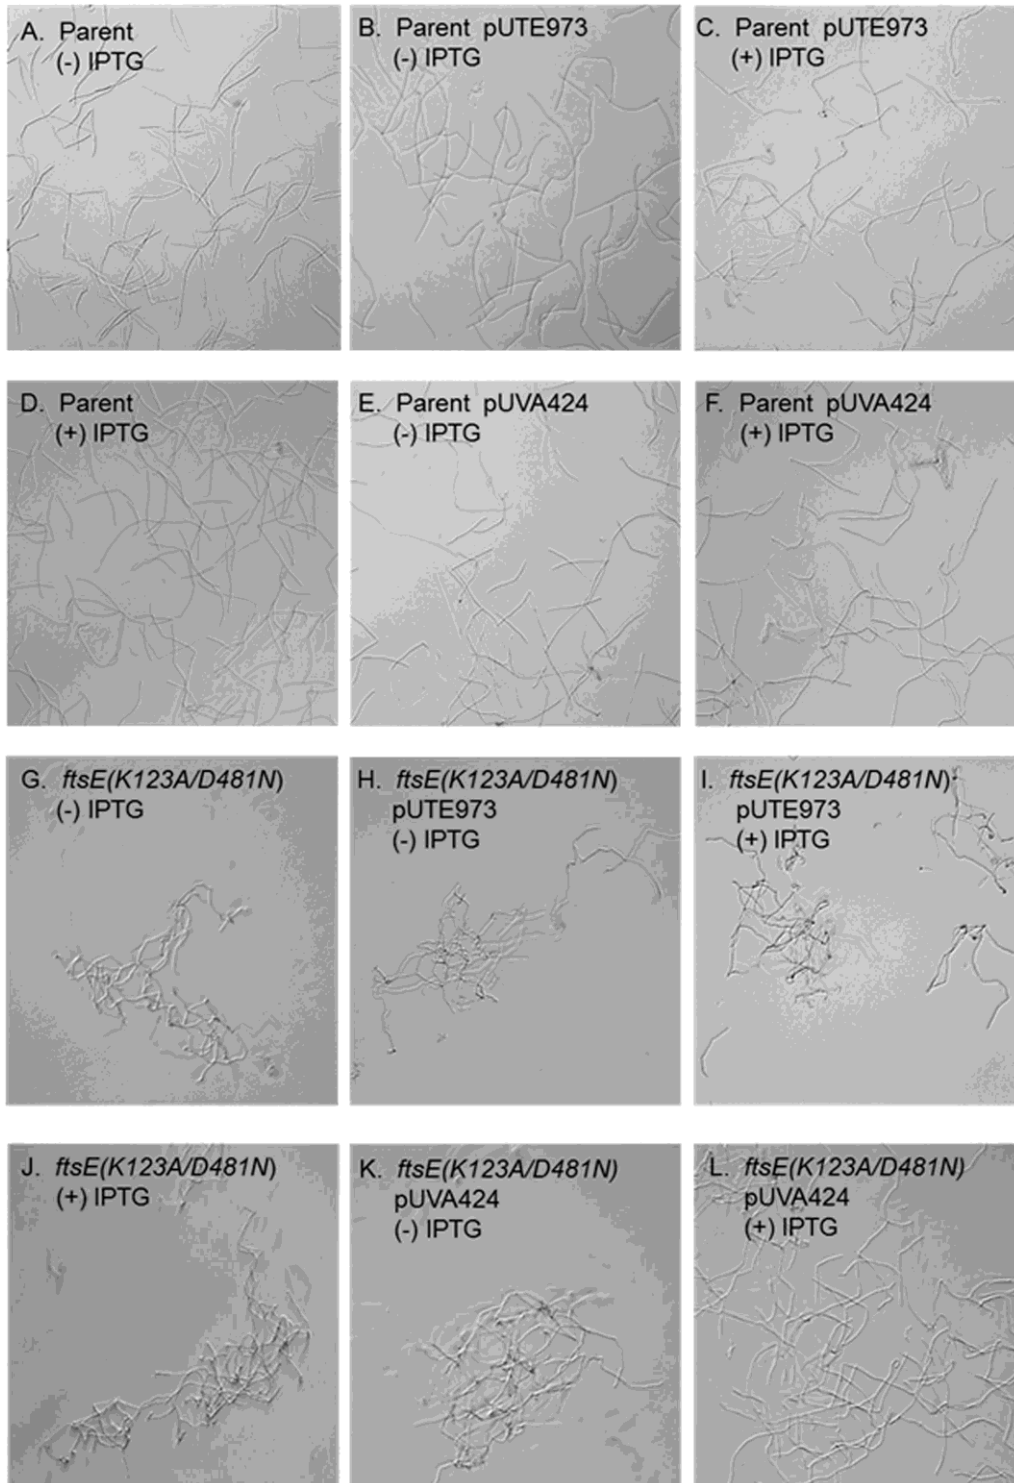 A. Parent
(-) IPTG
B. Parent pUTE973
(-) IPTG
C. Parent pUTE973
(+) IPTG
D. Parent
(+) IPTG
E. Parent pUVA424
(-) IPTG
F. Parent pUVA424
(+) IPTG
G. ftsE(K123A/D481N)
(-) IPTG
H. ftsE(K123A/D481N)
pUTE973
(-) IPTG
I. ftsE(K123A/D481N)
pUTE973
(+) IPTG
J. ftsE(K123A/D481N)
(+) IPTG
K. ftsE(K123A/D481N)
pUVA424
(-) IPTG
L. ftsE(K123A/D481N)
pUVA424
(+) IPTG